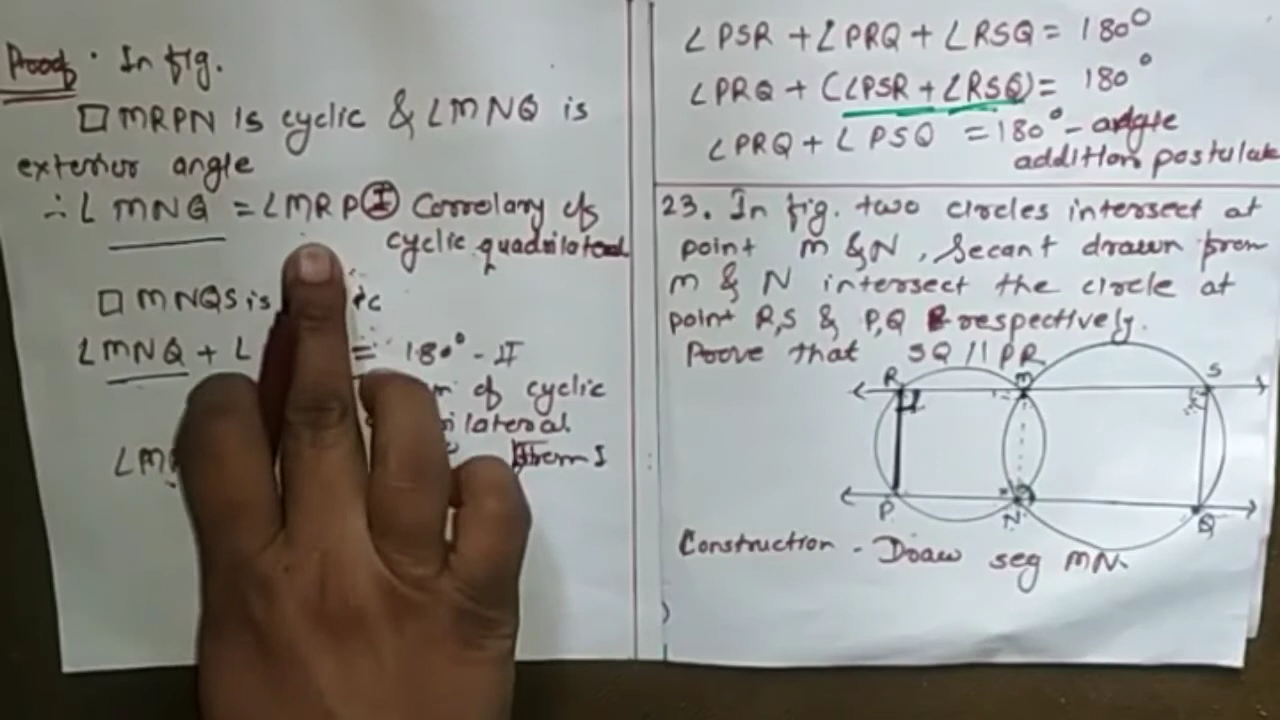 Proof. In fig.
□ MRPN is cyclic & ∠MNQ is
exterior angle
∴ ∠MNQ = ∠MRP I Correlary of
cyclic quadrilateral
□ MNQS is
∠MNQ + ∠ = 180° - II
of cyclic
∠M from I
∠PSR + ∠PRQ + ∠RSQ = 180°
∠PRQ + (∠PSR + ∠RSQ) = 180°
∠PRQ + ∠PSQ = 180° - angle
addition postulate
23. In fig. two circles intersect at
point M & N, Secant drawn from
M & N intersect the circle at
point R,S & P,Q respectively.
Prove that SQ // PR
R M S
P N Q
Construction - Draw seg MN.